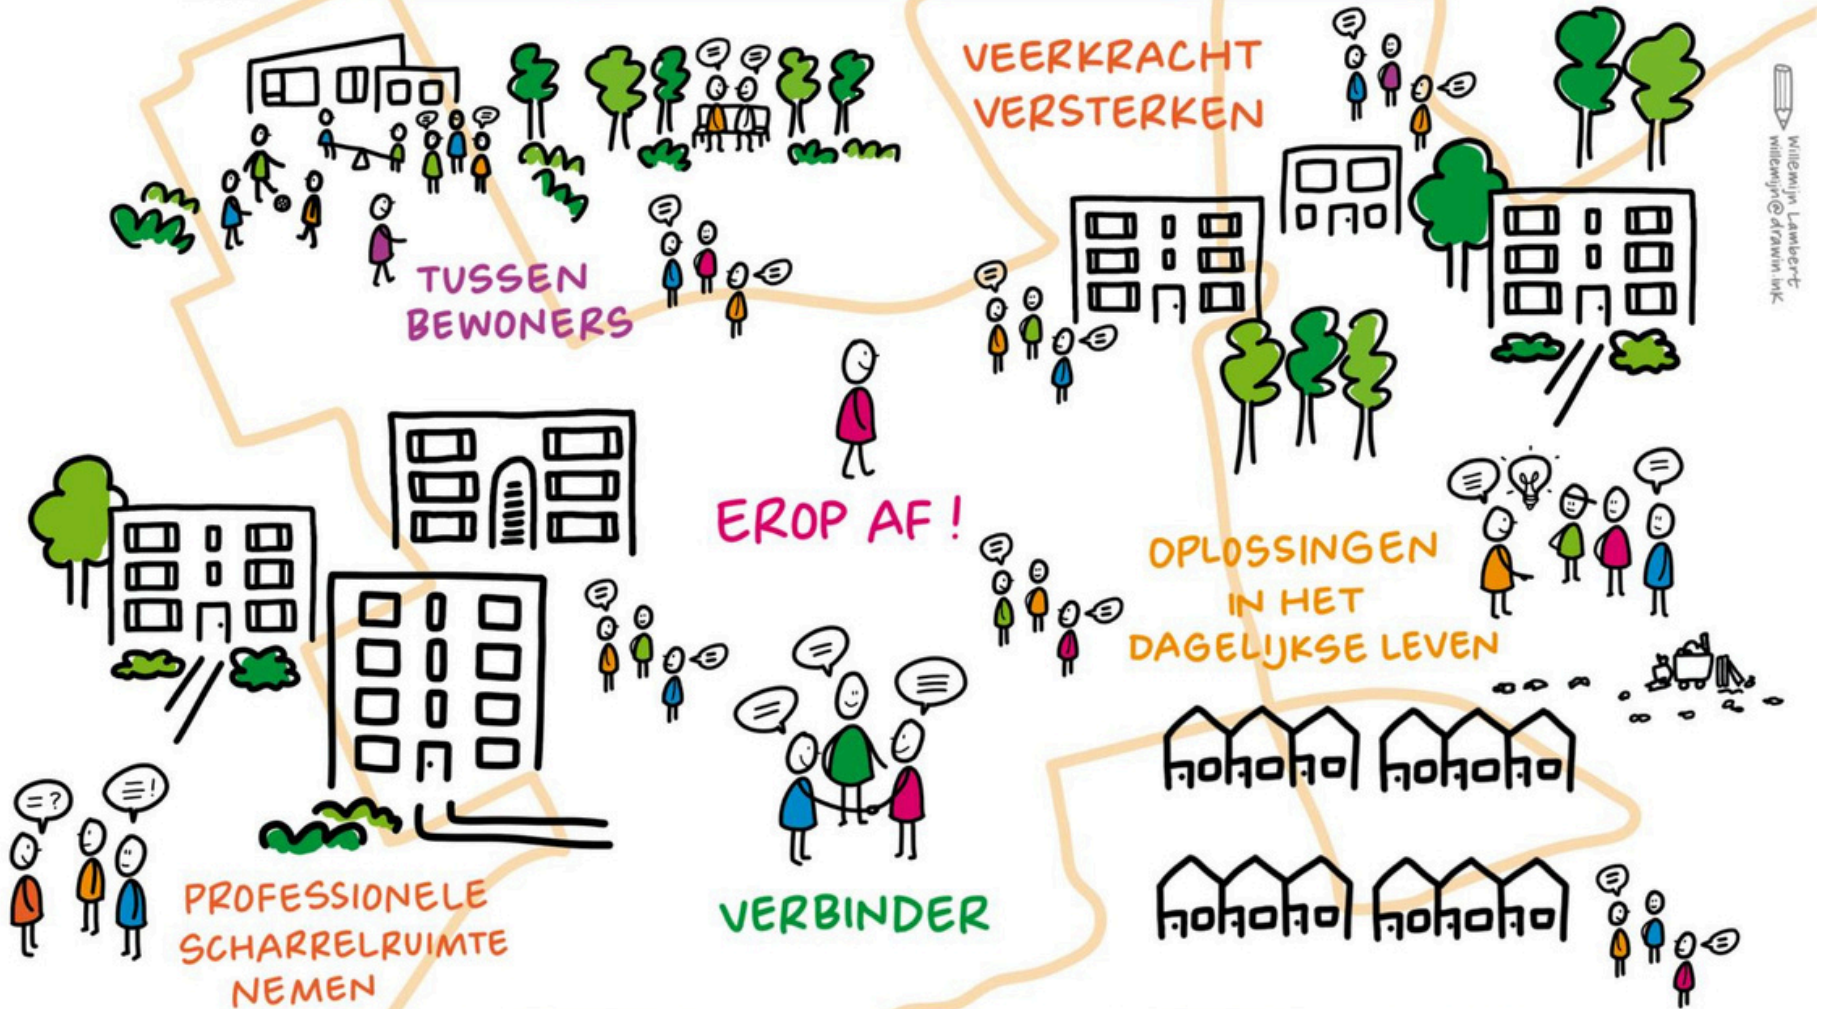 VEERKRACHT
VERSTERKEN
Willemijn Lambert
willemijn@drawin.ink
TUSSEN
BEWONERS
EROP AF!
OPLOSSINGEN
IN HET
DAGELIJKSE LEVEN
=?
=!
PROFESSIONELE
SCHARRELRUIMTE
NEMEN
VERBINDER